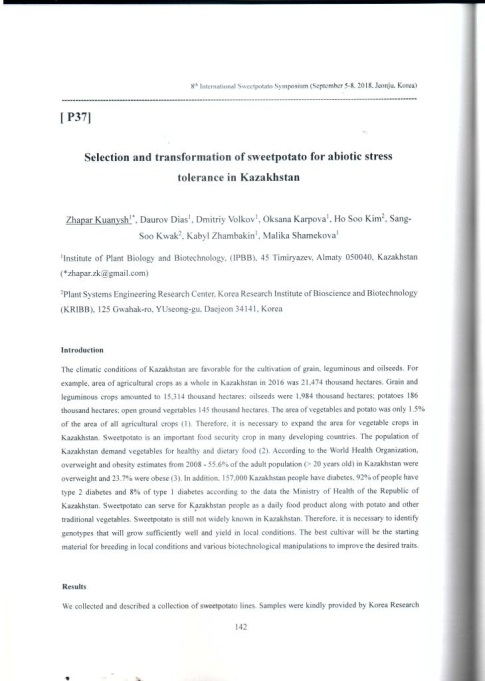 8th International Sweetpotato Symposium (September 5-8, 2018, Jeonju, Korea)
[ P37]
Selection and transformation of sweetpotato for abiotic stress
tolerance in Kazakhstan
Zhapar Kuanysh1*, Daurov Dias1, Dmitriy Volkov1, Oksana Karpova1, Ho Soo Kim2, Sang-
Soo Kwak2, Kabyl Zhambakin1, Malika Shamekova1
1Institute of Plant Biology and Biotechnology, (IPBB), 45 Timiryazev, Almaty 050040, Kazakhstan
(*zhapar.zk@gmail.com)
2Plant Systems Engineering Research Center, Korea Research Institute of Bioscience and Biotechnology
(KRIBB), 125 Gwahak-ro, YUseong-gu, Daejeon 34141, Korea
Introduction
The climatic conditions of Kazakhstan are favorable for the cultivation of grain, leguminous and oilseeds. For
example, area of agricultural crops as a whole in Kazakhstan in 2016 was 21,474 thousand hectares. Grain and
leguminous crops amounted to 15,314 thousand hectares; oilseeds were 1,984 thousand hectares; potatoes 186
thousand hectares; open ground vegetables 145 thousand hectares. The area of vegetables and potato was only 1.5%
of the area of all agricultural crops (1). Therefore, it is necessary to expand the area for vegetable crops in
Kazakhstan. Sweetpotato is an important food security crop in many developing countries. The population of
Kazakhstan demand vegetables for healthy and dietary food (2). According to the World Health Organization,
overweight and obesity estimates from 2008 - 55.6% of the adult population (> 20 years old) in Kazakhstan were
overweight and 23.7% were obese (3). In addition, 157,000 Kazakhstan people have diabetes, 92% of people have
type 2 diabetes and 8% of type 1 diabetes according to the data the Ministry of Health of the Republic of
Kazakhstan. Sweetpotato can serve for Kazakhstan people as a daily food product along with potato and other
traditional vegetables. Sweetpotato is still not widely known in Kazakhstan. Therefore, it is necessary to identify
genotypes that will grow sufficiently well and yield in local conditions. The best cultivar will be the starting
material for breeding in local conditions and various biotechnological manipulations to improve the desired traits.
Results
We collected and described a collection of sweetpotato lines. Samples were kindly provided by Korea Research
142